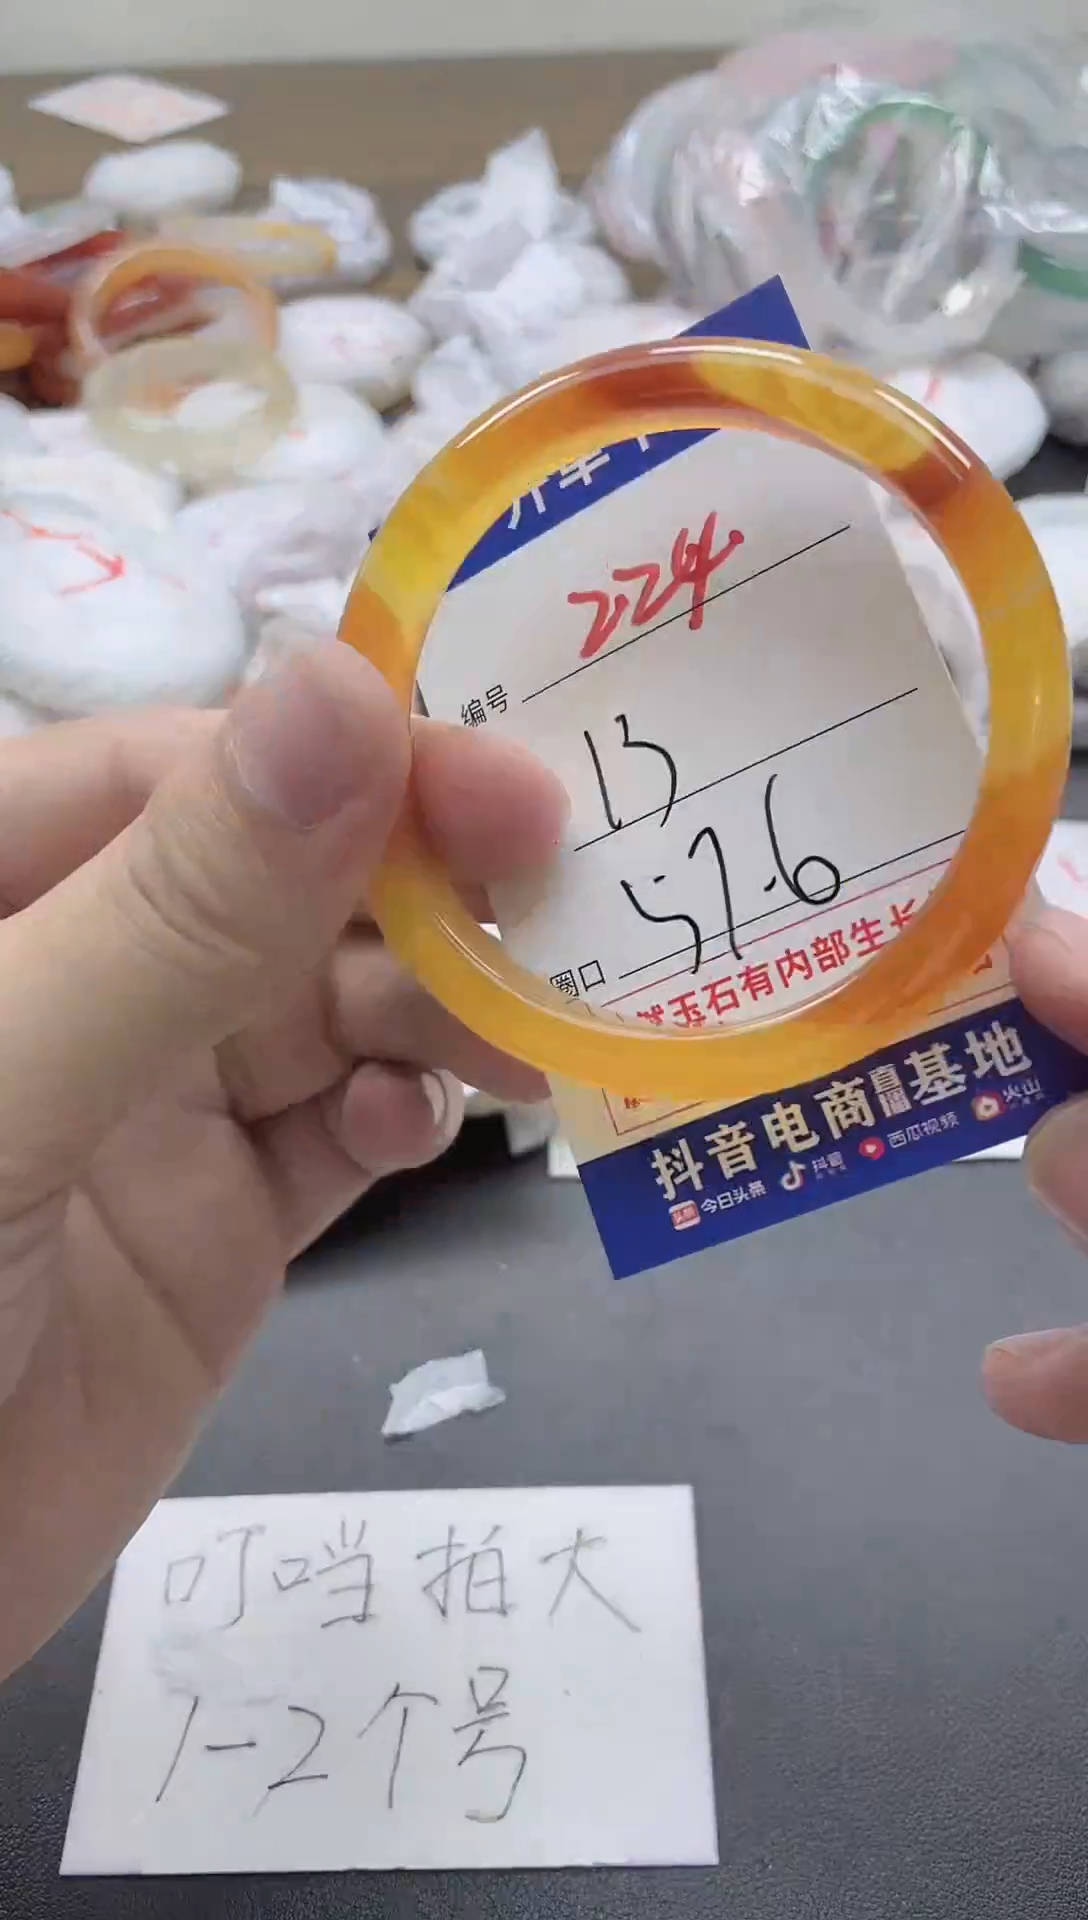 224
编号
13
57.6
圈口
玉石有内部生长
抖音电商直播基地
今日头条 抖音 西瓜视频 火山
叮当拍大
1-2个号